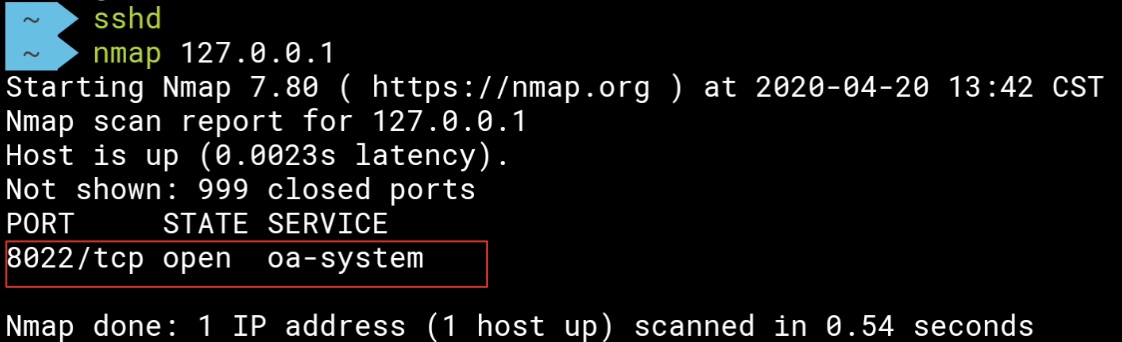 ~ sshd
~ nmap 127.0.0.1
Starting Nmap 7.80 ( https://nmap.org ) at 2020-04-20 13:42 CST
Nmap scan report for 127.0.0.1
Host is up (0.0023s latency).
Not shown: 999 closed ports
PORT     STATE SERVICE
8022/tcp open  oa-system
Nmap done: 1 IP address (1 host up) scanned in 0.54 seconds